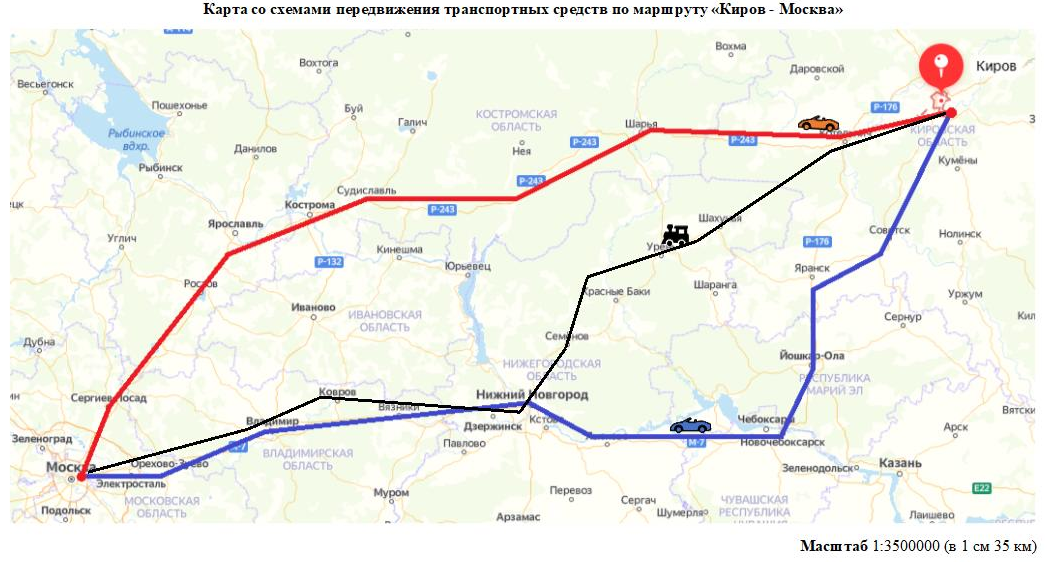 Карта со схемами передвижения транспортных средств по маршруту «Киров - Москва»
Вохма
Вохтога
Киров
Даровской
Весьегонск
Пошехонье
Буй
Р-176
Галич
КОСТРОМСКАЯ
ОБЛАСТЬ
Шарья
Рыбинское
вдхр.
КИРОВСКАЯ
ОБЛАСТЬ
Р-243
Р-243
Данилов
Нея
Кумёны
Рыбинск
Р-243
Судиславль
Кострома
Р-243
Ярославль
Шахунья
Советск
Нолинск
Углич
Р-176
Кинешма
Р-132
Юрьевец
Яранск
Ростов
Шаранга
Красные Баки
Уржум
Иваново
ИВАНОВСКАЯ
ОБЛАСТЬ
Сернур
Дубна
Семёнов
Йошкар-Ола
НИЖЕГОРОДСКАЯ
ОБЛАСТЬ
РЕСПУБЛИКА
МАРИЙ ЭЛ
Ковров
Нижний Новгород
Сергиев Посад
Вязники
Владимир
Дзержинск
Кстово
Чебоксары
Арск
Зеленоград
Павлово
М-7
М-7
Новочебоксарск
ВЛАДИМИРСКАЯ
ОБЛАСТЬ
Москва
Орехово-Зуево
Зеленодольск
Казань
Электросталь
Муром
Перевоз
Е22
МОСКОВСКАЯ
ОБЛАСТЬ
Сергач
ЧУВАШСКАЯ
РЕСПУБЛИКА
Подольск
Шумерля
Арзамас
Лаишево
Масштаб 1:3500000 (в 1 см 35 км)